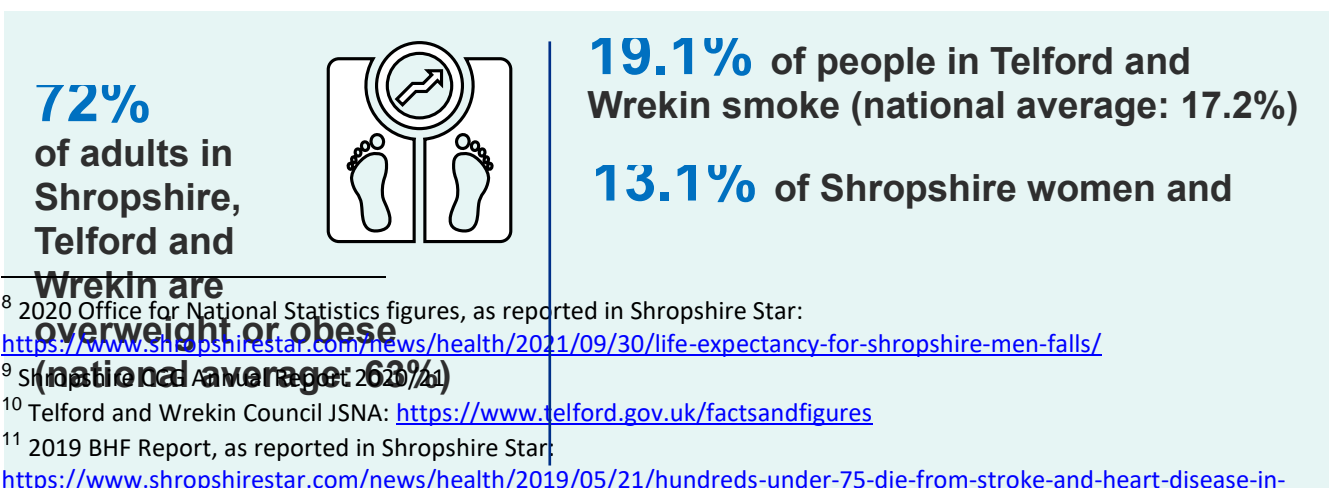 72%
of adults in
Shropshire,
Telford and
Wrekin are
overweight or obese
(national average: 63%)
19.1% of people in Telford and
Wrekin smoke (national average: 17.2%)
13.1% of Shropshire women and
8 2020 Office for National Statistics figures, as reported in Shropshire Star:
https://www.shropshirestar.com/news/health/2021/09/30/life-expectancy-for-shropshire-men-falls/
9 Shropshire CCG Annual Report 2020/21
10 Telford and Wrekin Council JSNA: https://www.telford.gov.uk/factsandfigures
11 2019 BHF Report, as reported in Shropshire Star:
https://www.shropshirestar.com/news/health/2019/05/21/hundreds-under-75-die-from-stroke-and-heart-disease-in-